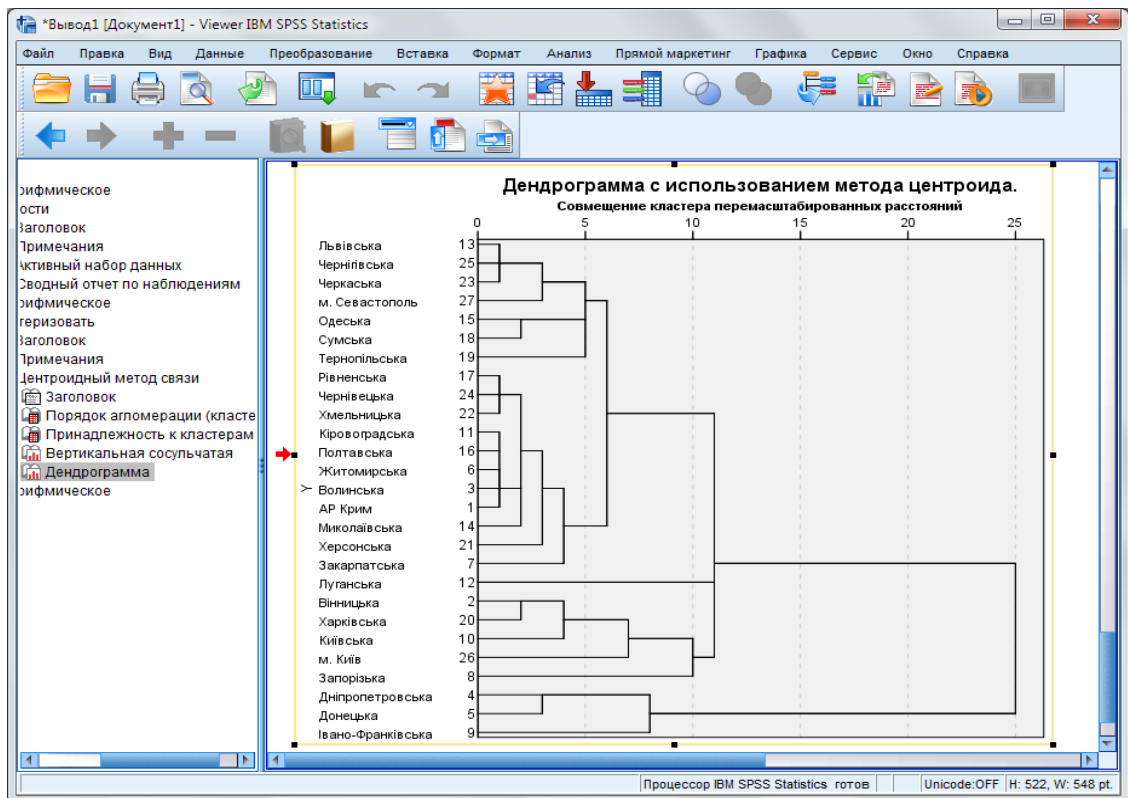 *Вывод1 [Документ1] - Viewer IBM SPSS Statistics
Файл Правка Вид Данные Преобразование Вставка Формат Анализ Прямой маркетинг Графика Сервис Окно Справка
рифмическое
ости
Заголовок
Примечания
Активный набор данных
Сводный отчет по наблюдениям
рифмическое
теризовать
Заголовок
Примечания
Центроидный метод связи
Заголовок
Порядок агломерации (класте
Принадлежность к кластерам
Вертикальная сосульчатая
Дендрограмма
рифмическое
Дендрограмма с использованием метода центроида.
Совмещение кластера перемасштабированных расстояний
0 5 10 15 20 25
Львівська 13
Чернігівська 25
Черкаська 23
м. Севастополь 27
Одеська 15
Сумська 18
Тернопільська 19
Рівненська 17
Чернівецька 24
Хмельницька 22
Кіровоградська 11
Полтавська 16
Житомирська 6
Y Волинська 3
АР Крим 1
Миколаївська 14
Херсонська 21
Закарпатська 7
Луганська 12
Вінницька 2
Харківська 20
Київська 10
м. Київ 26
Запорізька 8
Дніпропетровська 4
Донецька 5
Івано-Франківська 9
Процессор IBM SPSS Statistics готов Unicode:OFF H: 522, W: 548 pt.